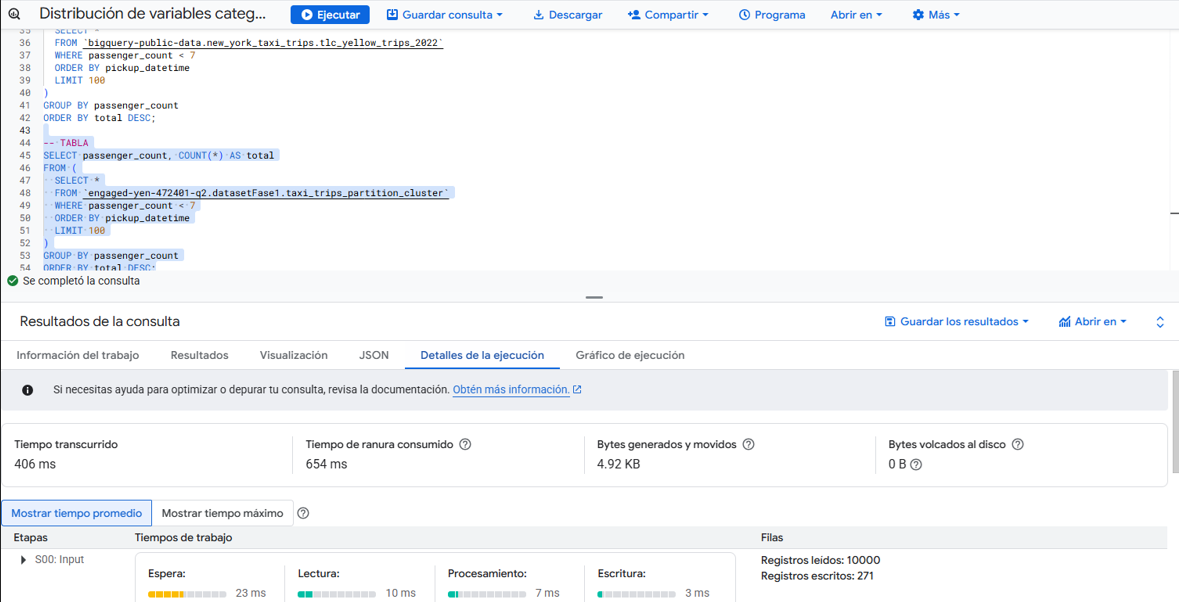 Distribución de variables categ...
Ejecutar
Guardar consulta
Descargar
Compartir
Programa
Abrir en
Más
35 SELECT *
36 FROM `bigquery-public-data.new_york_taxi_trips.tlc_yellow_trips_2022`
37 WHERE passenger_count < 7
38 ORDER BY pickup_datetime
39 LIMIT 100
40 )
41 GROUP BY passenger_count
42 ORDER BY total DESC;
43
44 -- TABLA
45 SELECT passenger_count, COUNT(*) AS total
46 FROM (
47 SELECT *
48 FROM `engaged-yen-472401-q2.datasetFase1.taxi_trips_partition_cluster`
49 WHERE passenger_count < 7
50 ORDER BY pickup_datetime
51 LIMIT 100
52 )
53 GROUP BY passenger_count
54 ORDER BY total DESC;
Se completó la consulta
Resultados de la consulta
Guardar los resultados
Abrir en
Información del trabajo
Resultados
Visualización
JSON
Detalles de la ejecución
Gráfico de ejecución
Si necesitas ayuda para optimizar o depurar tu consulta, revisa la documentación. Obtén más información.
Tiempo transcurrido
406 ms
Tiempo de ranura consumido
654 ms
Bytes generados y movidos
4.92 KB
Bytes volcados al disco
0 B
Mostrar tiempo promedio
Mostrar tiempo máximo
Etapas
Tiempos de trabajo
Filas
S00: Input
Espera:
23 ms
Lectura:
10 ms
Procesamiento:
7 ms
Escritura:
3 ms
Registros leídos: 10000
Registros escritos: 271